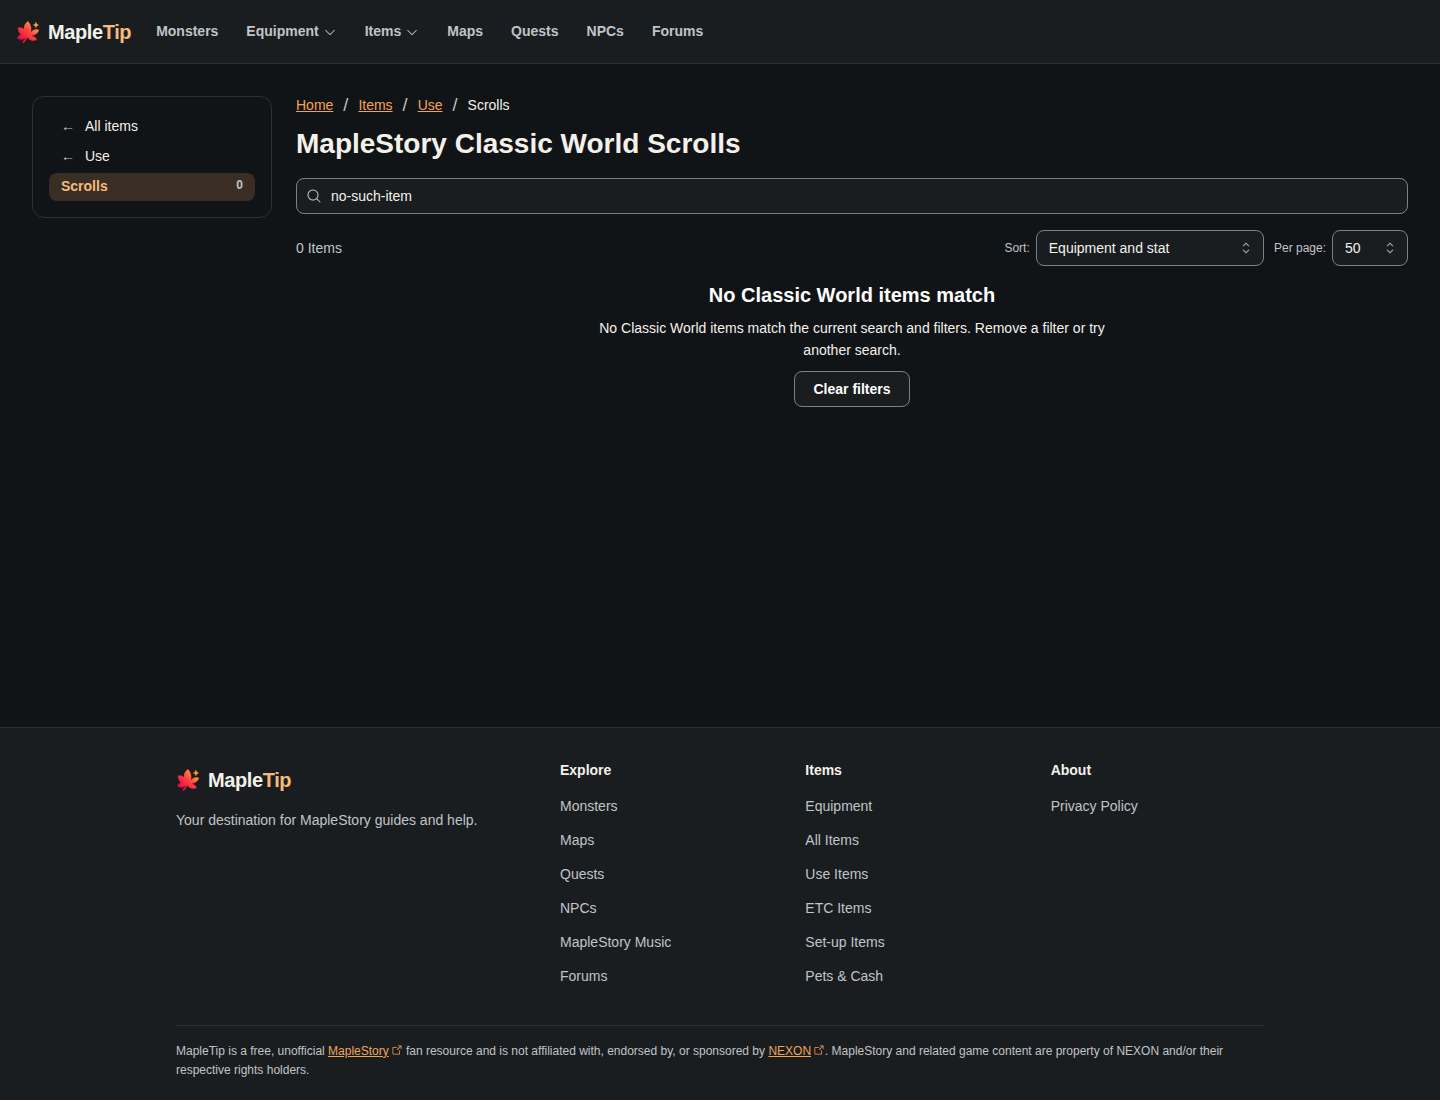 MapleTip Monsters Equipment Items Maps Quests NPCs Forums
← All items
← Use
Scrolls 0
Home / Items / Use / Scrolls
MapleStory Classic World Scrolls
no-such-item
0 Items
Sort: Equipment and stat Per page: 50
No Classic World items match
No Classic World items match the current search and filters. Remove a filter or try
another search.
Clear filters
MapleTip
Your destination for MapleStory guides and help.
Explore
Monsters
Maps
Quests
NPCs
MapleStory Music
Forums
Items
Equipment
All Items
Use Items
ETC Items
Set-up Items
Pets & Cash
About
Privacy Policy
MapleTip is a free, unofficial MapleStory fan resource and is not affiliated with, endorsed by, or sponsored by NEXON. MapleStory and related game content are property of NEXON and/or their
respective rights holders.